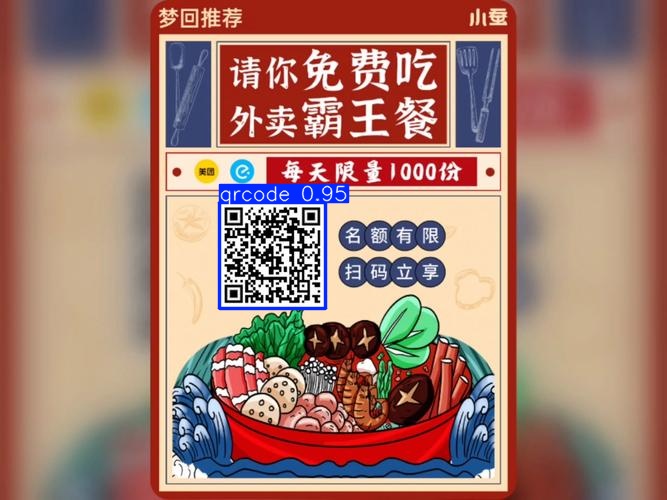 梦回推荐
小蚕
请你免费吃
外卖霸王餐
美团
每天限量1000份
qrcode 0.95
名额有限
扫码立享